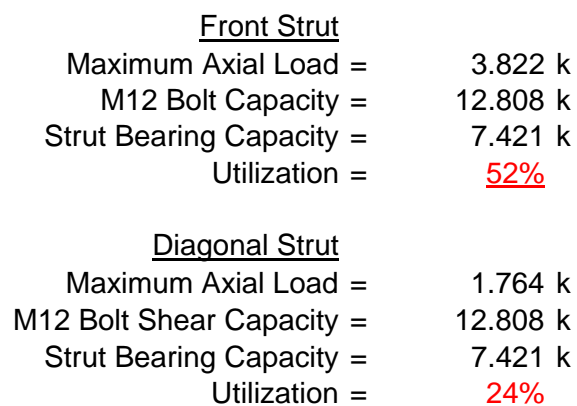 Front Strut
Maximum Axial Load = 3.822 k
M12 Bolt Capacity = 12.808 k
Strut Bearing Capacity = 7.421 k
Utilization = 52%
Diagonal Strut
Maximum Axial Load = 1.764 k
M12 Bolt Shear Capacity = 12.808 k
Strut Bearing Capacity = 7.421 k
Utilization = 24%